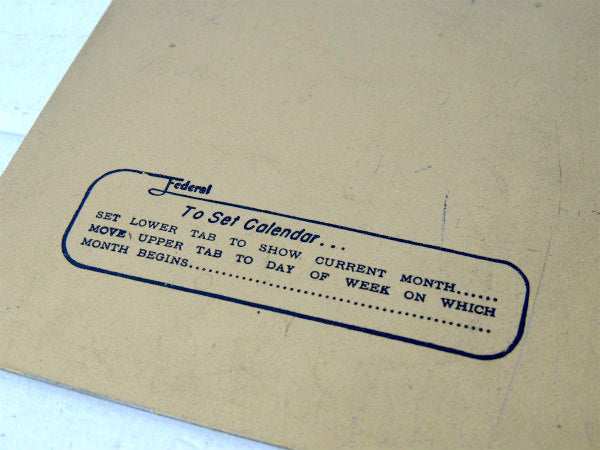 Federal
To Set Calendar...
SET LOWER TAB TO SHOW CURRENT MONTH......
MOVE UPPER TAB TO DAY OF WEEK ON WHICH
MONTH BEGINS........................................